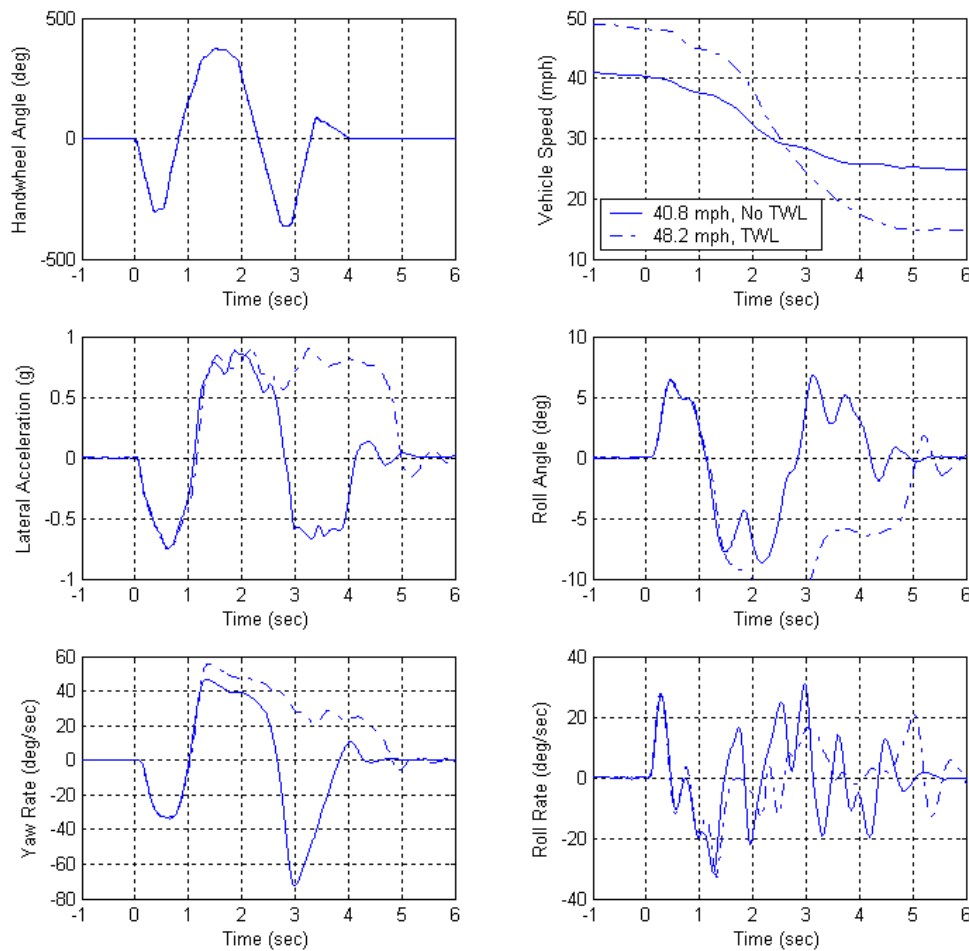 500
0
-500
-1 0 1 2 3 4 5 6
Time (sec)
Handwheel Angle (deg)
50
40
30
20
10
-1 0 1 2 3 4 5 6
Time (sec)
Vehicle Speed (mph)
40.8 mph, No TWL
48.2 mph, TWL
1
0.5
0
-0.5
-1
-1 0 1 2 3 4 5 6
Time (sec)
Lateral Acceleration (g)
10
5
0
-5
-10
-1 0 1 2 3 4 5 6
Time (sec)
Roll Angle (deg)
60
40
20
0
-20
-40
-60
-80
-1 0 1 2 3 4 5 6
Time (sec)
Yaw Rate (deg/sec)
40
20
0
-20
-40
-1 0 1 2 3 4 5 6
Time (sec)
Roll Rate (deg/sec)